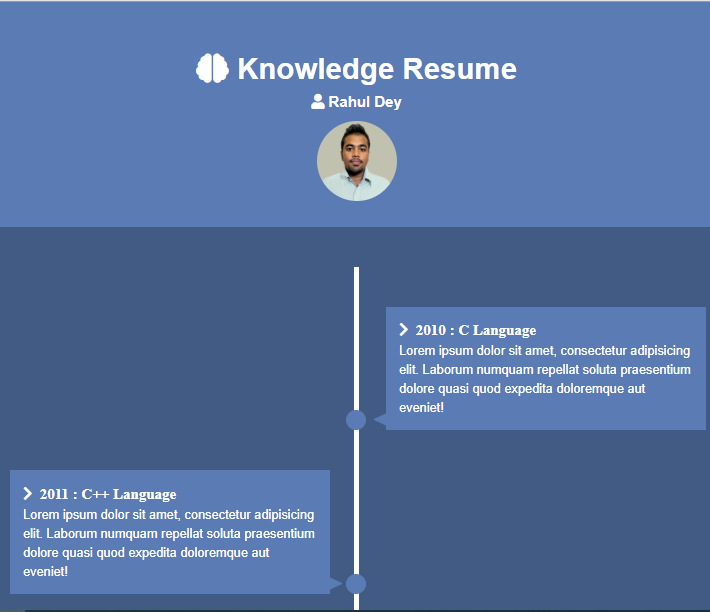 Knowledge Resume
Rahul Dey
2010 : C Language
Lorem ipsum dolor sit amet, consectetur adipisicing
elit. Laborum numquam repellat soluta praesentium
dolore quasi quod expedita doloremque aut
eveniet!
2011 : C++ Language
Lorem ipsum dolor sit amet, consectetur adipisicing
elit. Laborum numquam repellat soluta praesentium
dolore quasi quod expedita doloremque aut
eveniet!